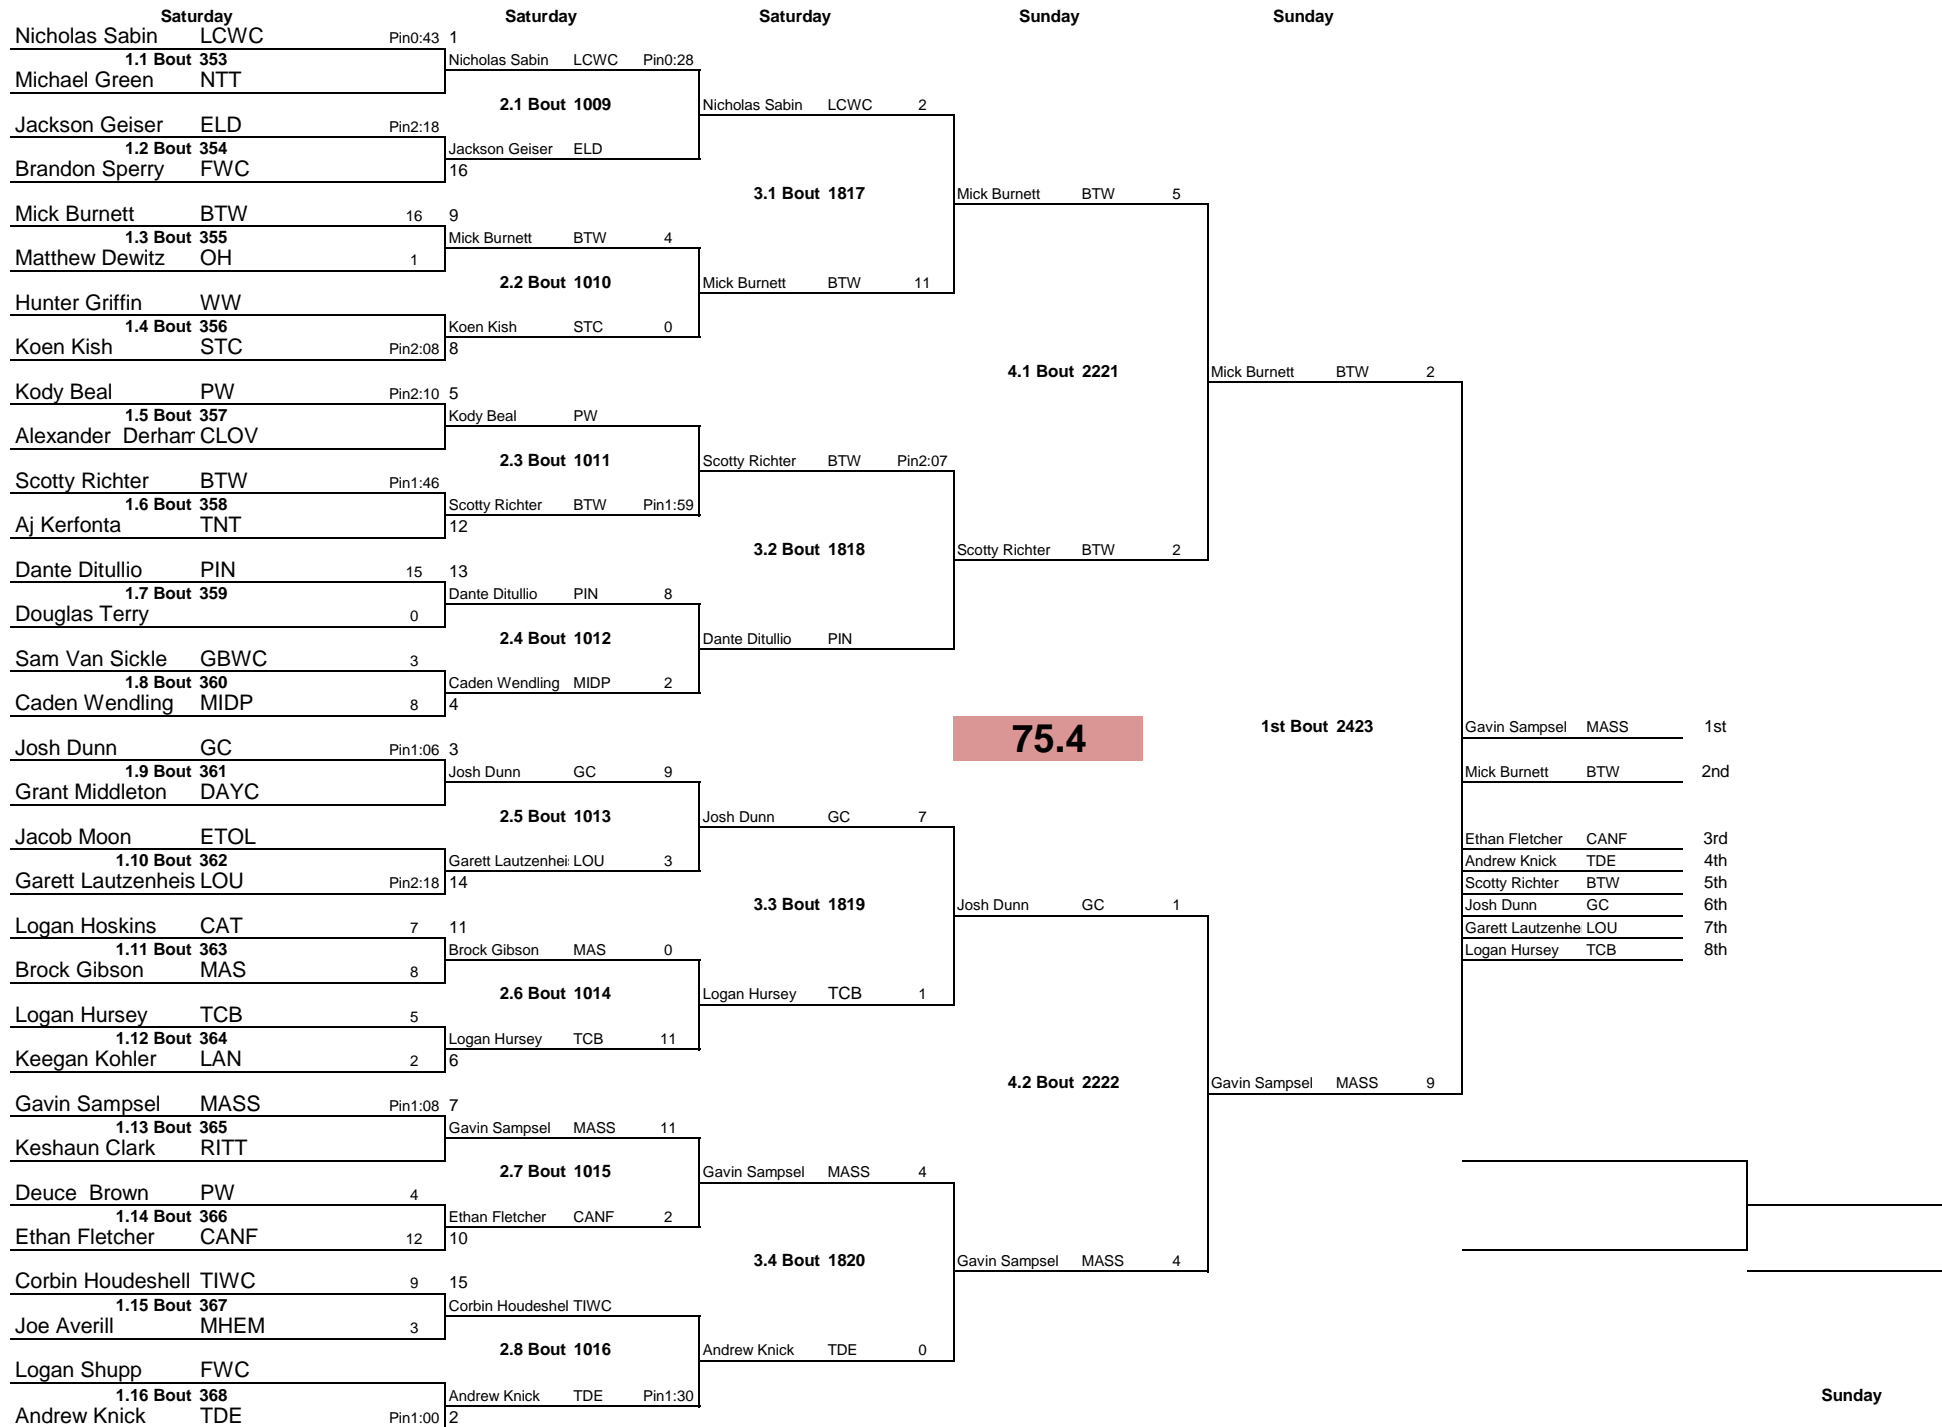 Saturday Saturday Saturday Sunday Sunday
Nicholas Sabin LCWC Pin0:43 1
1.1 Bout 353 Nicholas Sabin LCWC Pin0:28
Michael Green NTT
2.1 Bout 1009 Nicholas Sabin LCWC 2
Jackson Geiser ELD Pin2:18
1.2 Bout 354 Jackson Geiser ELD
Brandon Sperry FWC 16
3.1 Bout 1817 Mick Burnett BTW 5
Mick Burnett BTW 16 9
1.3 Bout 355 Mick Burnett BTW 4
Matthew Dewitz OH 1
2.2 Bout 1010 Mick Burnett BTW 11
Hunter Griffin WW
1.4 Bout 356 Koen Kish STC 0
Koen Kish STC Pin2:08 8
4.1 Bout 2221 Mick Burnett BTW 2
Kody Beal PW Pin2:10 5
1.5 Bout 357 Kody Beal PW
Alexander Derham CLOV
2.3 Bout 1011 Scotty Richter BTW Pin2:07
Scotty Richter BTW Pin1:46
1.6 Bout 358 Scotty Richter BTW Pin1:59
Aj Kerfonta TNT 12
3.2 Bout 1818 Scotty Richter BTW 2
Dante Ditullio PIN 15 13
1.7 Bout 359 Dante Ditullio PIN 8
Douglas Terry 0
2.4 Bout 1012 Dante Ditullio PIN
Sam Van Sickle GBWC 3
1.8 Bout 360 Caden Wendling MIDP 2
Caden Wendling MIDP 8 4
75.4 1st Bout 2423 Gavin Sampsel MASS 1st
Josh Dunn GC Pin1:06 3
1.9 Bout 361 Josh Dunn GC 9 Mick Burnett BTW 2nd
Grant Middleton DAYC
2.5 Bout 1013 Josh Dunn GC 7
Jacob Moon ETOL Ethan Fletcher CANF 3rd
1.10 Bout 362 Garett Lautzenhei LOU 3 Andrew Knick TDE 4th
Garett Lautzenheis LOU Pin2:18 14 Scotty Richter BTW 5th
3.3 Bout 1819 Josh Dunn GC 1 Josh Dunn GC 6th
Logan Hoskins CAT 7 11 Garett Lautzenhe LOU 7th
1.11 Bout 363 Brock Gibson MAS 0 Logan Hursey TCB 8th
Brock Gibson MAS 8
2.6 Bout 1014 Logan Hursey TCB 1
Logan Hursey TCB 5
1.12 Bout 364 Logan Hursey TCB 11
Keegan Kohler LAN 2 6
4.2 Bout 2222 Gavin Sampsel MASS 9
Gavin Sampsel MASS Pin1:08 7
1.13 Bout 365 Gavin Sampsel MASS 11
Keshaun Clark RITT
2.7 Bout 1015 Gavin Sampsel MASS 4
Deuce Brown PW 4
1.14 Bout 366 Ethan Fletcher CANF 2
Ethan Fletcher CANF 12 10
3.4 Bout 1820 Gavin Sampsel MASS 4
Corbin Houdeshell TIWC 9 15
1.15 Bout 367 Corbin Houdeshel TIWC
Joe Averill MHEM 3
2.8 Bout 1016 Andrew Knick TDE 0
Logan Shupp FWC
1.16 Bout 368 Andrew Knick TDE Pin1:30 Sunday
Andrew Knick TDE Pin1:00 2